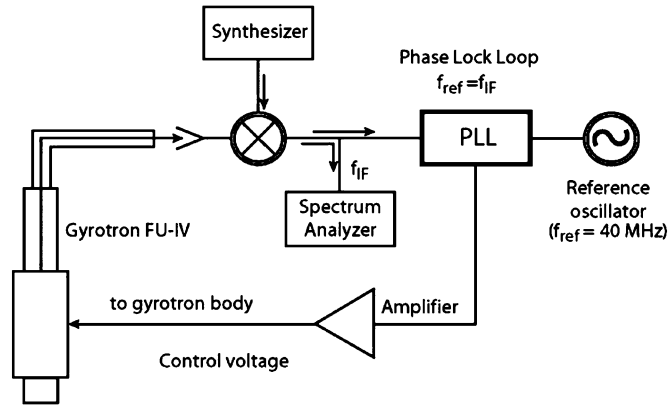 Synthesizer
Phase Lock Loop
fref =fIF
PLL
fIF
Gyrotron FU-IV
Spectrum
Analyzer
Reference
oscillator
(fref = 40 MHz)
to gyrotron body
Amplifier
Control voltage